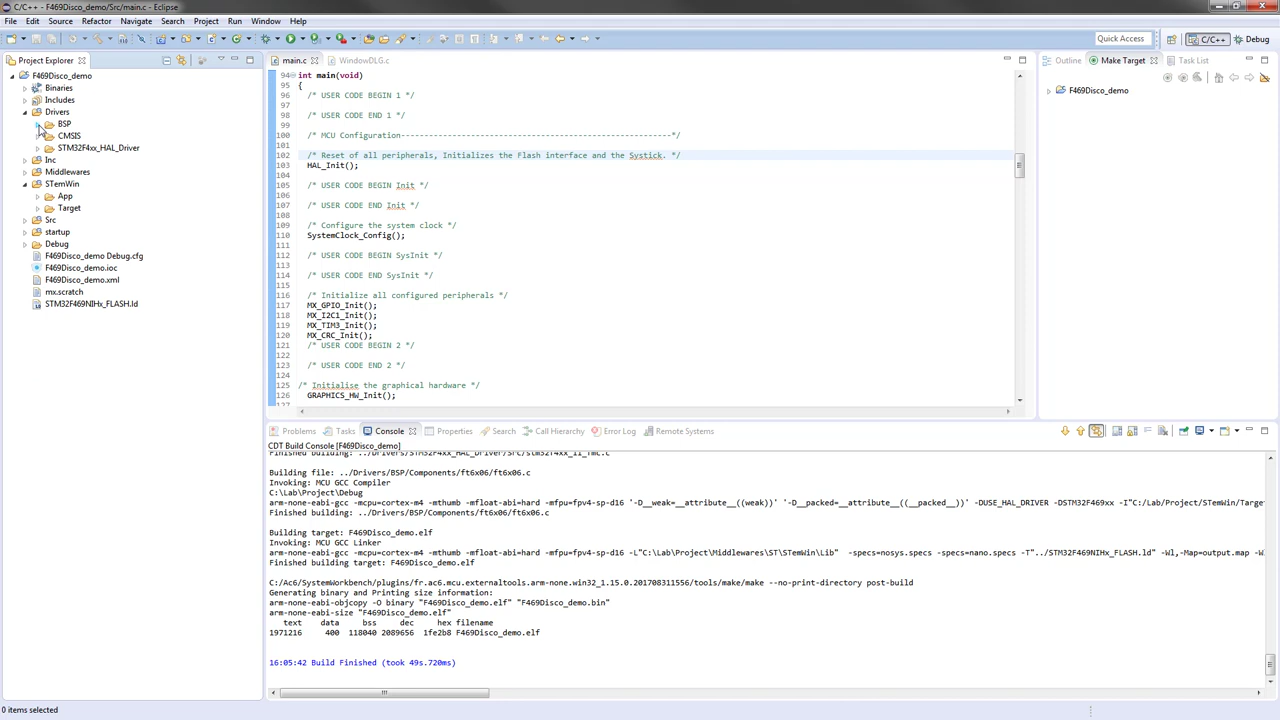 C/C++ - F469Disco_demo/Src/main.c - Eclipse
File Edit Source Refactor Navigate Search Project Run Window Help
Quick Access
C/C++
Debug
Project Explorer
F469Disco_demo
Binaries
Includes
Drivers
BSP
CMSIS
STM32F4xx_HAL_Driver
Inc
Middlewares
STemWin
App
Target
Src
startup
Debug
F469Disco_demo Debug.cfg
F469Disco_demo.ioc
F469Disco_demo.xml
mx.scratch
STM32F469NIHx_FLASH.ld
main.c
WindowDLG.c
94 int main(void)
95 {
96 /* USER CODE BEGIN 1 */
97
98 /* USER CODE END 1 */
99
100 /* MCU Configuration----------------------------------------------------------*/
101
102 /* Reset of all peripherals, Initializes the Flash interface and the Systick. */
103 HAL_Init();
104
105 /* USER CODE BEGIN Init */
106
107 /* USER CODE END Init */
108
109 /* Configure the system clock */
110 SystemClock_Config();
111
112 /* USER CODE BEGIN SysInit */
113
114 /* USER CODE END SysInit */
115
116 /* Initialize all configured peripherals */
117 MX_GPIO_Init();
118 MX_I2C1_Init();
119 MX_TIM3_Init();
120 MX_CRC_Init();
121 /* USER CODE BEGIN 2 */
122
123 /* USER CODE END 2 */
124
125 /* Initialise the graphical hardware */
126 GRAPHICS_HW_Init();
Outline
Make Target
Task List
F469Disco_demo
Problems Tasks Console Properties Search Call Hierarchy Error Log Remote Systems
CDT Build Console [F469Disco_demo]
Finished building: ../Drivers/STM32F4xx_HAL_Driver/Src/stm32f4xx_ll_fmc.c
Building file: ../Drivers/BSP/Components/ft6x06/ft6x06.c
Invoking: MCU GCC Compiler
C:\Lab\Project\Debug
arm-none-eabi-gcc -mcpu=cortex-m4 -mthumb -mfloat-abi=hard -mfpu=fpv4-sp-d16 '-D__weak=__attribute__((weak))' '-D__packed=__attribute__((__packed__))' -DUSE_HAL_DRIVER -DSTM32F469xx -I"C:/Lab/Project/STemWin/Target
Finished building: ../Drivers/BSP/Components/ft6x06/ft6x06.c
Building target: F469Disco_demo.elf
Invoking: MCU GCC Linker
arm-none-eabi-gcc -mcpu=cortex-m4 -mthumb -mfloat-abi=hard -mfpu=fpv4-sp-d16 -L"C:\Lab\Project\Middlewares\ST\STemWin\Lib" -specs=nosys.specs -specs=nano.specs -T"../STM32F469NIHx_FLASH.ld" -Wl,-Map=output.map -W
Finished building target: F469Disco_demo.elf
C:/Ac6/SystemWorkbench/plugins/fr.ac6.mcu.externaltools.arm-none.win32_1.15.0.201708311556/tools/make/make --no-print-directory post-build
Generating binary and Printing size information:
arm-none-eabi-objcopy -O binary "F469Disco_demo.elf" "F469Disco_demo.bin"
arm-none-eabi-size "F469Disco_demo.elf"
text data bss dec hex filename
1971216 400 118040 2089656 1fe2b8 F469Disco_demo.elf
16:05:42 Build Finished (took 49s.720ms)
0 items selected